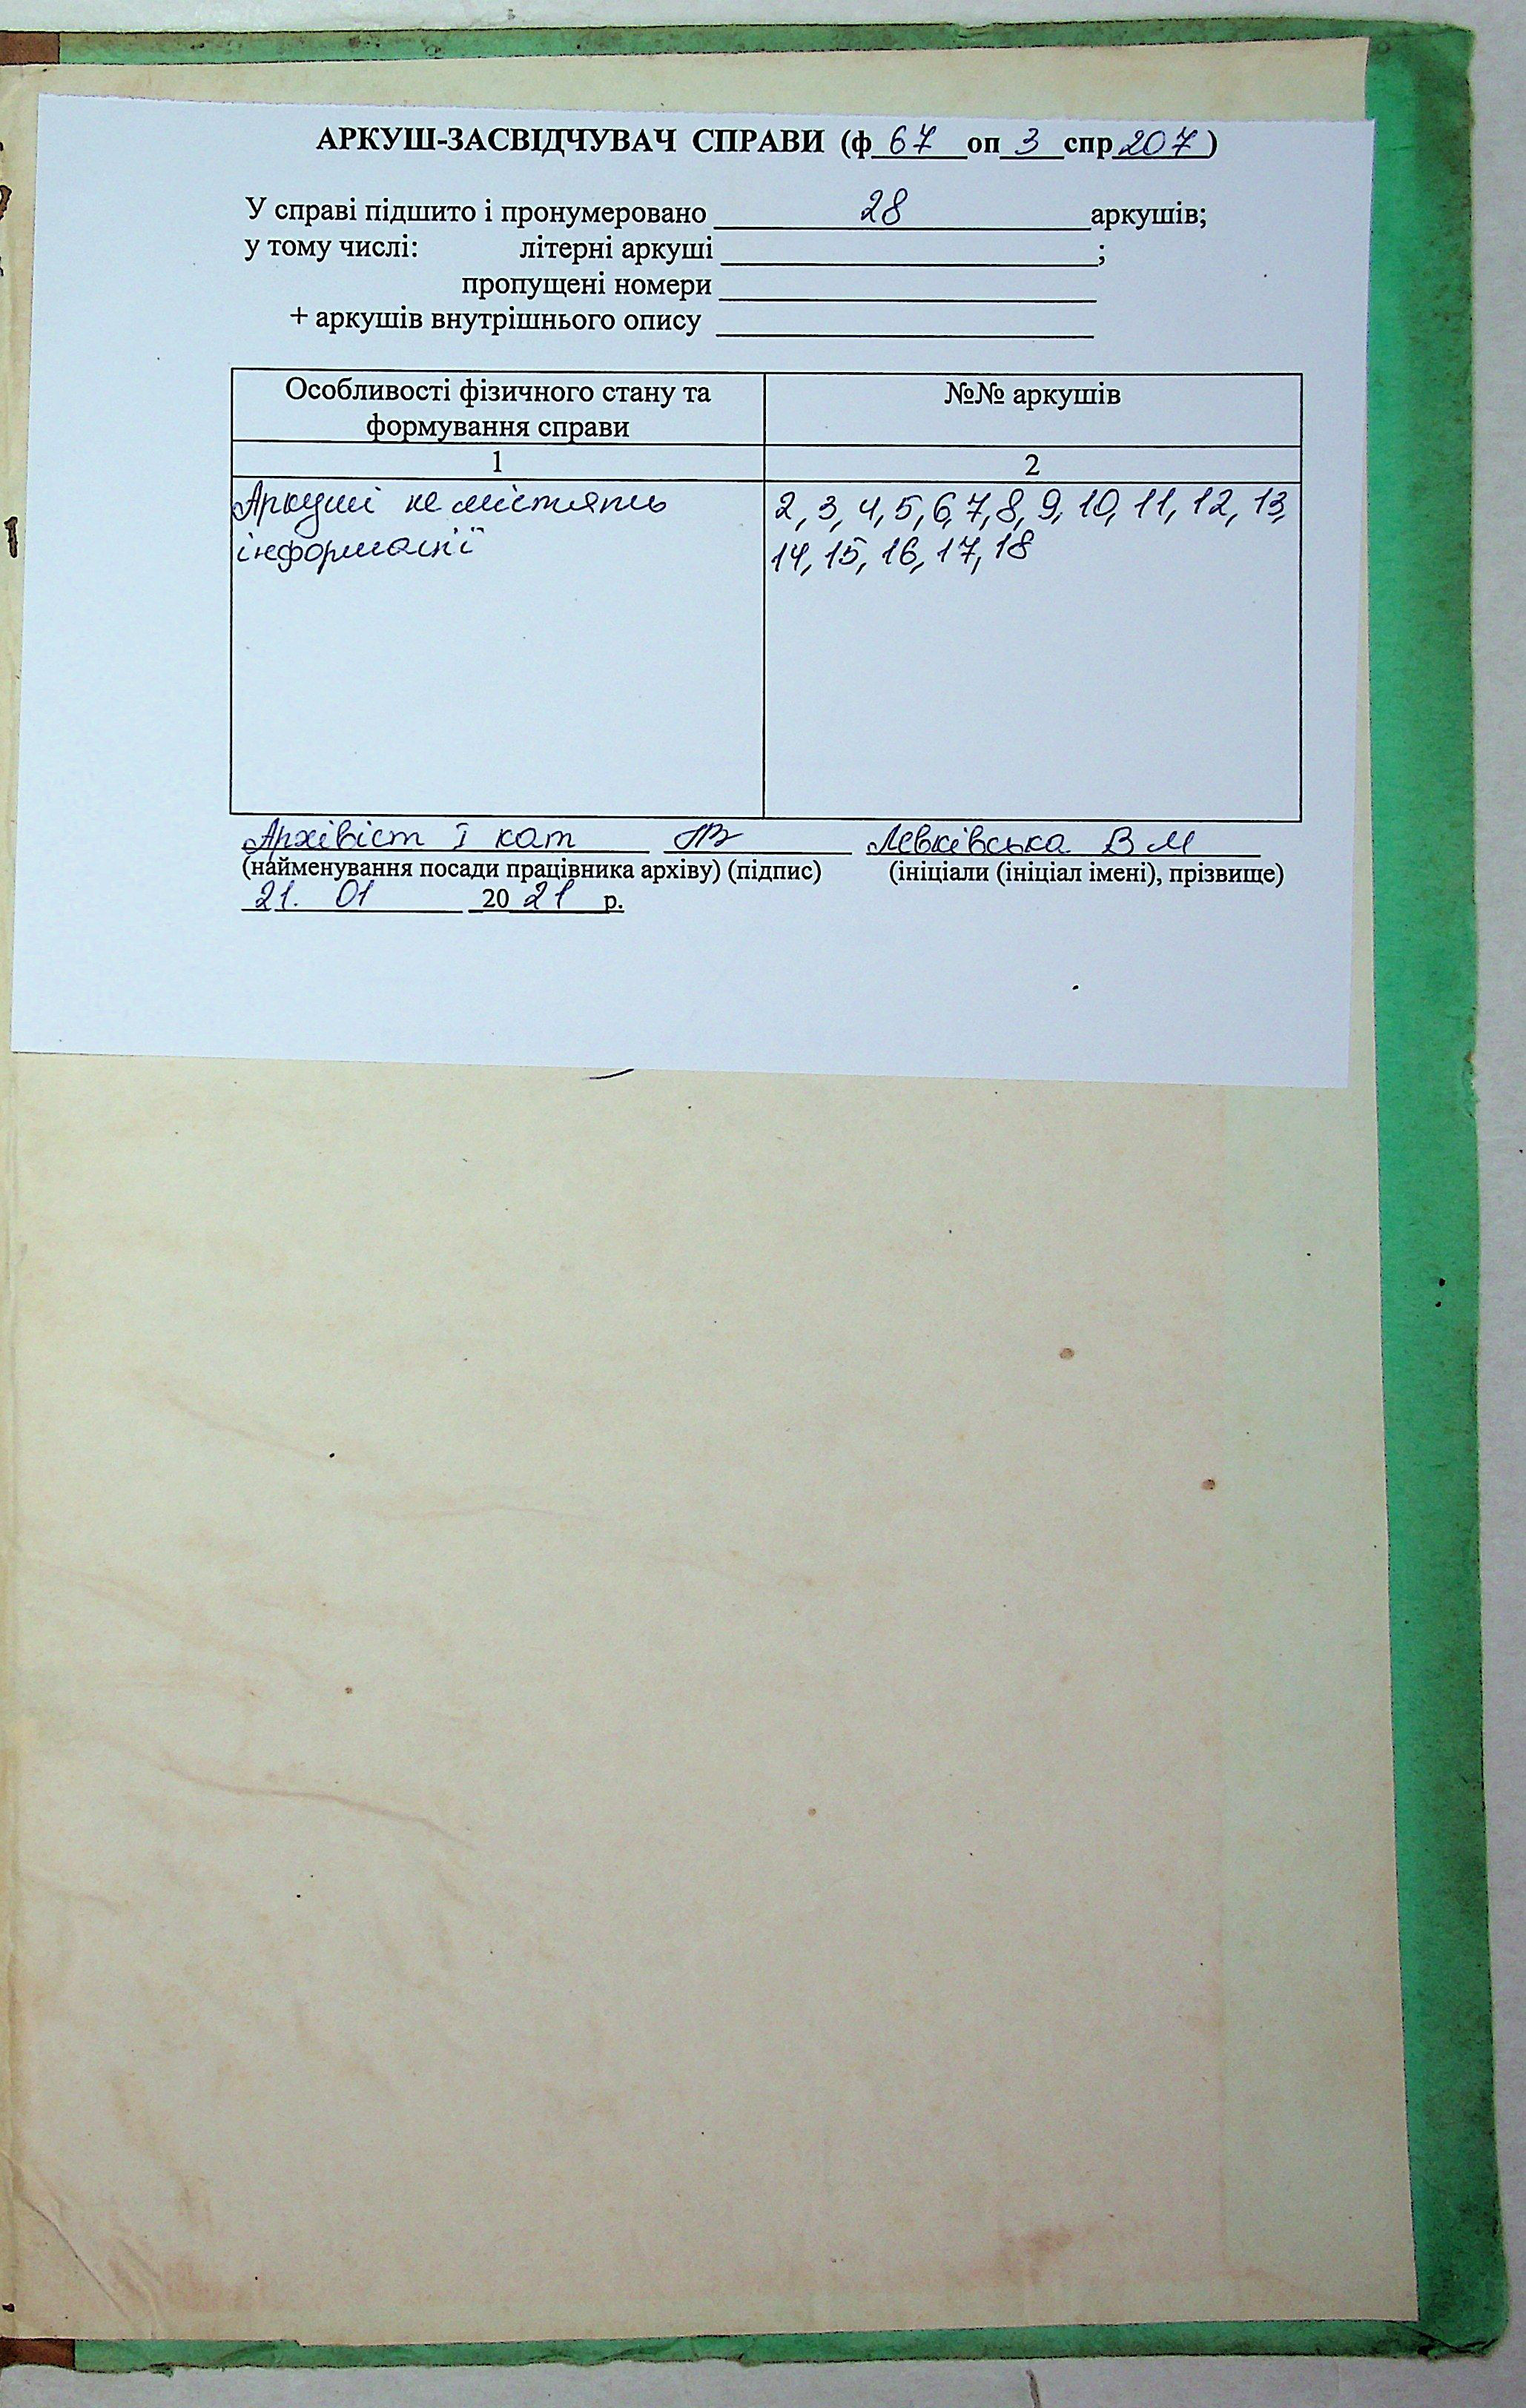 АРКУШ-ЗАСВІДЧУВАЧ СПРАВИ (ф 67 оп 3 спр 207)
У справі підшито і пронумеровано 28 аркушів;
у тому числі: літерні аркуші ;
пропущені номери
+ аркушів внутрішнього опису
Особливості фізичного стану та №№ аркушів
формування справи
1 2
Аркуші не містять 2, 3, 4, 5, 6, 7, 8, 9, 10, 11, 12, 13,
інформації 14, 15, 16, 17, 18
Архівіст І кат Левківська В М
(найменування посади працівника архіву) (підпис) (ініціали (ініціал імені), прізвище)
21. 01 20 21 р.